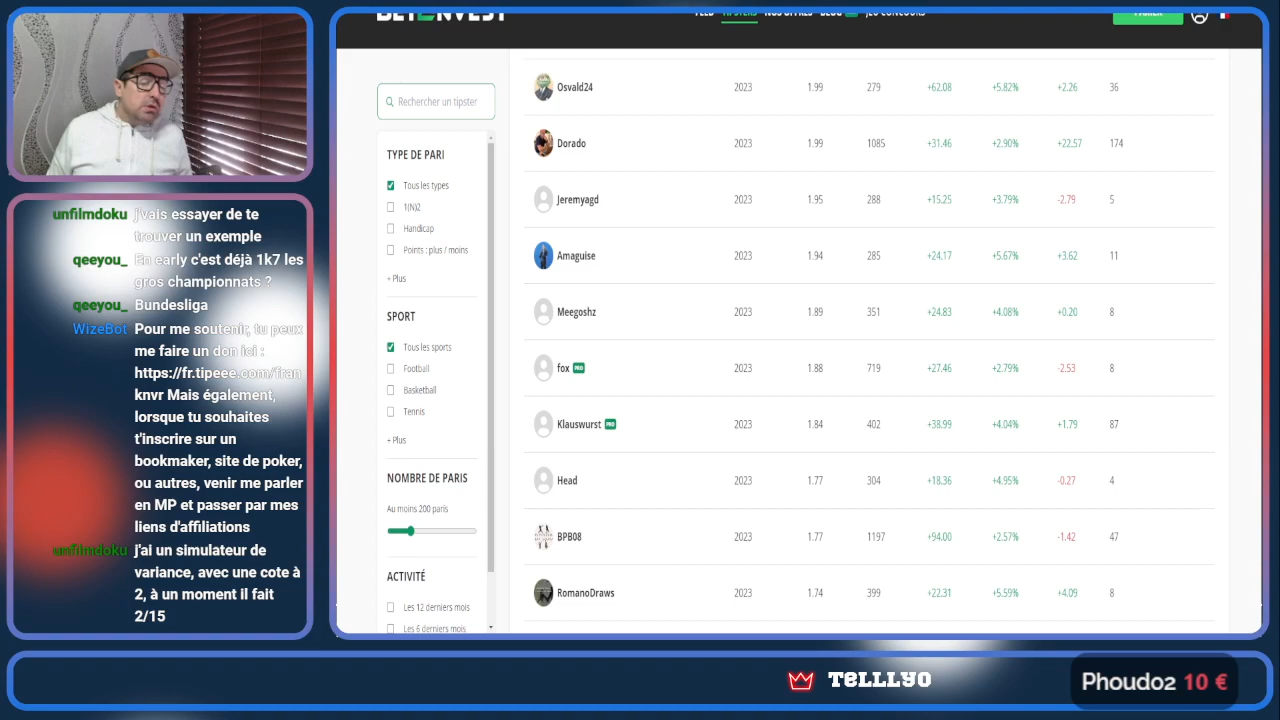 BET2INVEST
TIPSTERS
JEU CONCOURS
Rechercher un tipster
TYPE DE PARI
Tous les types
1(N)2
Handicap
Points : plus / moins
+ Plus
SPORT
Tous les sports
Football
Basketball
Tennis
+ Plus
NOMBRE DE PARIS
Au moins 200 paris
ACTIVITÉ
Les 12 derniers mois
Les 6 derniers mois
Osvald24 2023 1.99 279 +62.08 +5.82% +2.26 36
Dorado 2023 1.99 1085 +31.46 +2.90% +22.57 174
Jeremyagd 2023 1.95 288 +15.25 +3.79% -2.79 5
Amaguise 2023 1.94 285 +24.17 +5.67% +3.62 11
Meegoshz 2023 1.89 351 +24.83 +4.08% +0.20 8
fox PRO 2023 1.88 719 +27.46 +2.79% -2.53 8
Klauswurst PRO 2023 1.84 402 +38.99 +4.04% +1.79 87
Head 2023 1.77 304 +18.36 +4.95% -0.27 4
BPB08 2023 1.77 1197 +94.00 +2.57% -1.42 47
RomanoDraws 2023 1.74 399 +22.31 +5.59% +4.09 8
unfilmdoku j'vais essayer de te
trouver un exemple
qeeyou_ En early c'est déjà 1k7 les
gros championnats ?
qeeyou_ Bundesliga
WizeBot Pour me soutenir, tu peux
me faire un don ici :
https://fr.tipeee.com/fran
knvr Mais également,
lorsque tu souhaites
t'inscrire sur un
bookmaker, site de poker,
ou autres, venir me parler
en MP et passer par mes
liens d'affiliations
unfilmdoku j'ai un simulateur de
variance, avec une cote à
2, à un moment il fait
2/15
TELLLYO
Phoudo2 10 €